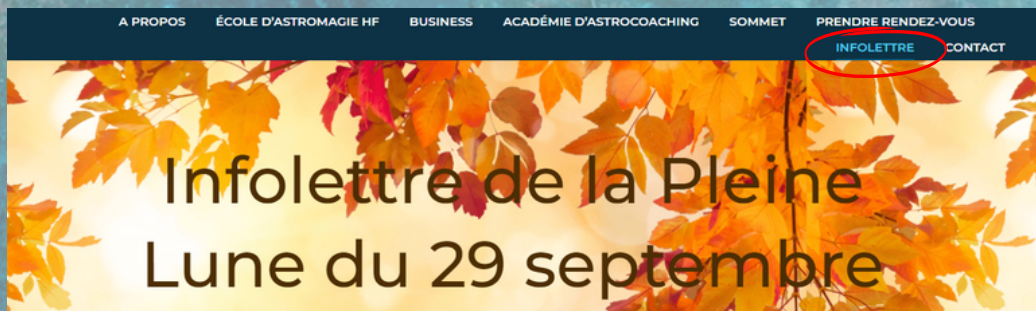 A PROPOS ÉCOLE D'ASTROMAGIE HF BUSINESS ACADÉMIE D'ASTROCOACHING SOMMET PRENDRE RENDEZ-VOUS
INFOLETTRE CONTACT
Infolettre de la Pleine
Lune du 29 septembre